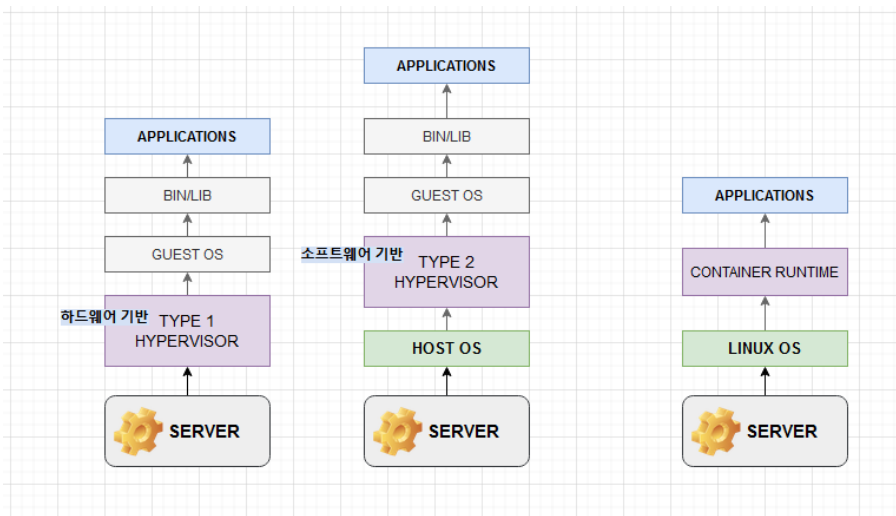 APPLICATIONS
BIN/LIB
GUEST OS
하드웨어 기반
TYPE 1
HYPERVISOR
SERVER
APPLICATIONS
BIN/LIB
GUEST OS
소프트웨어 기반
TYPE 2
HYPERVISOR
HOST OS
SERVER
APPLICATIONS
CONTAINER RUNTIME
LINUX OS
SERVER